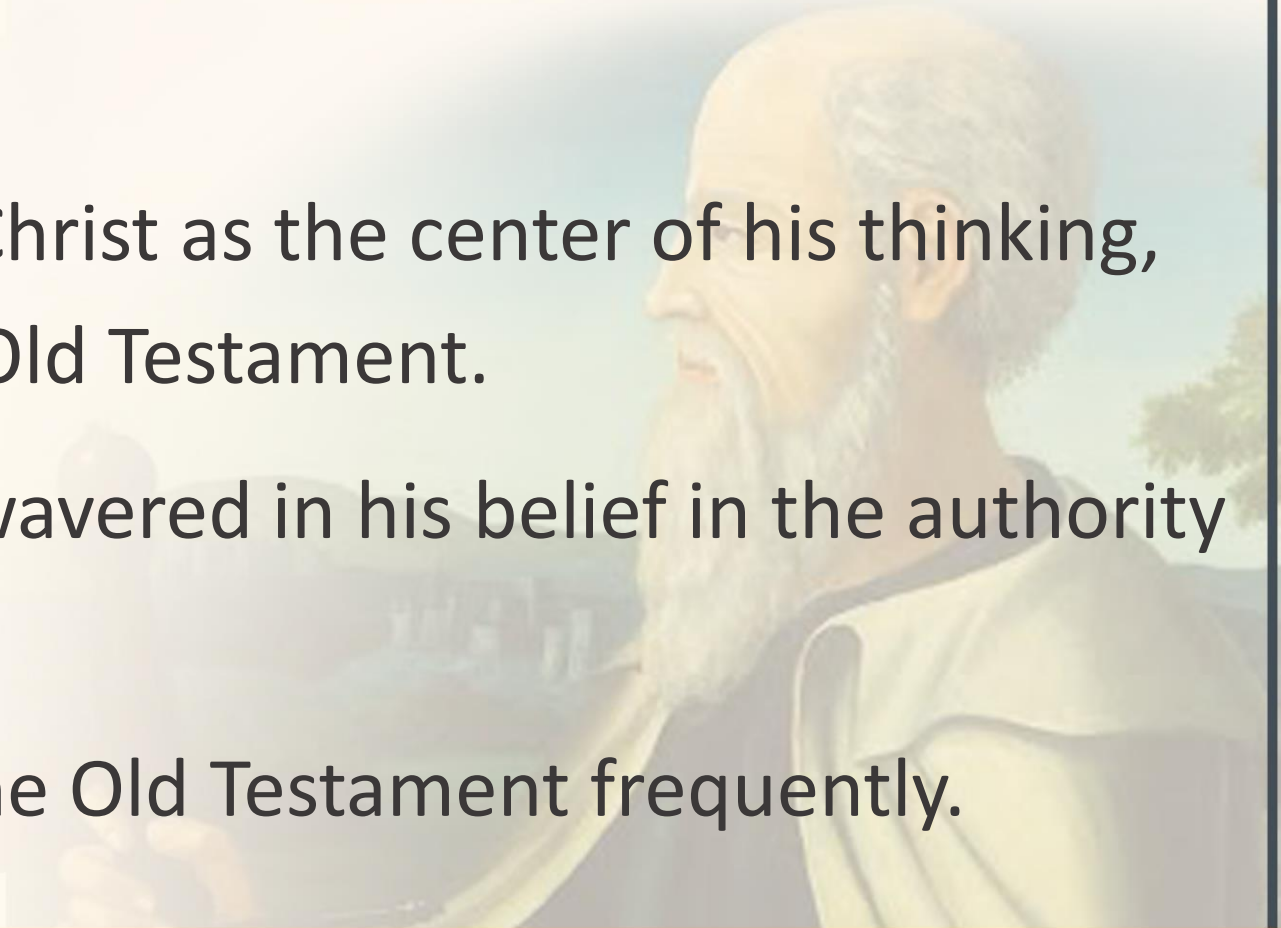 Christ as the center of his thinking,
Old Testament.
wavered in his belief in the authority
Old Testament frequently.